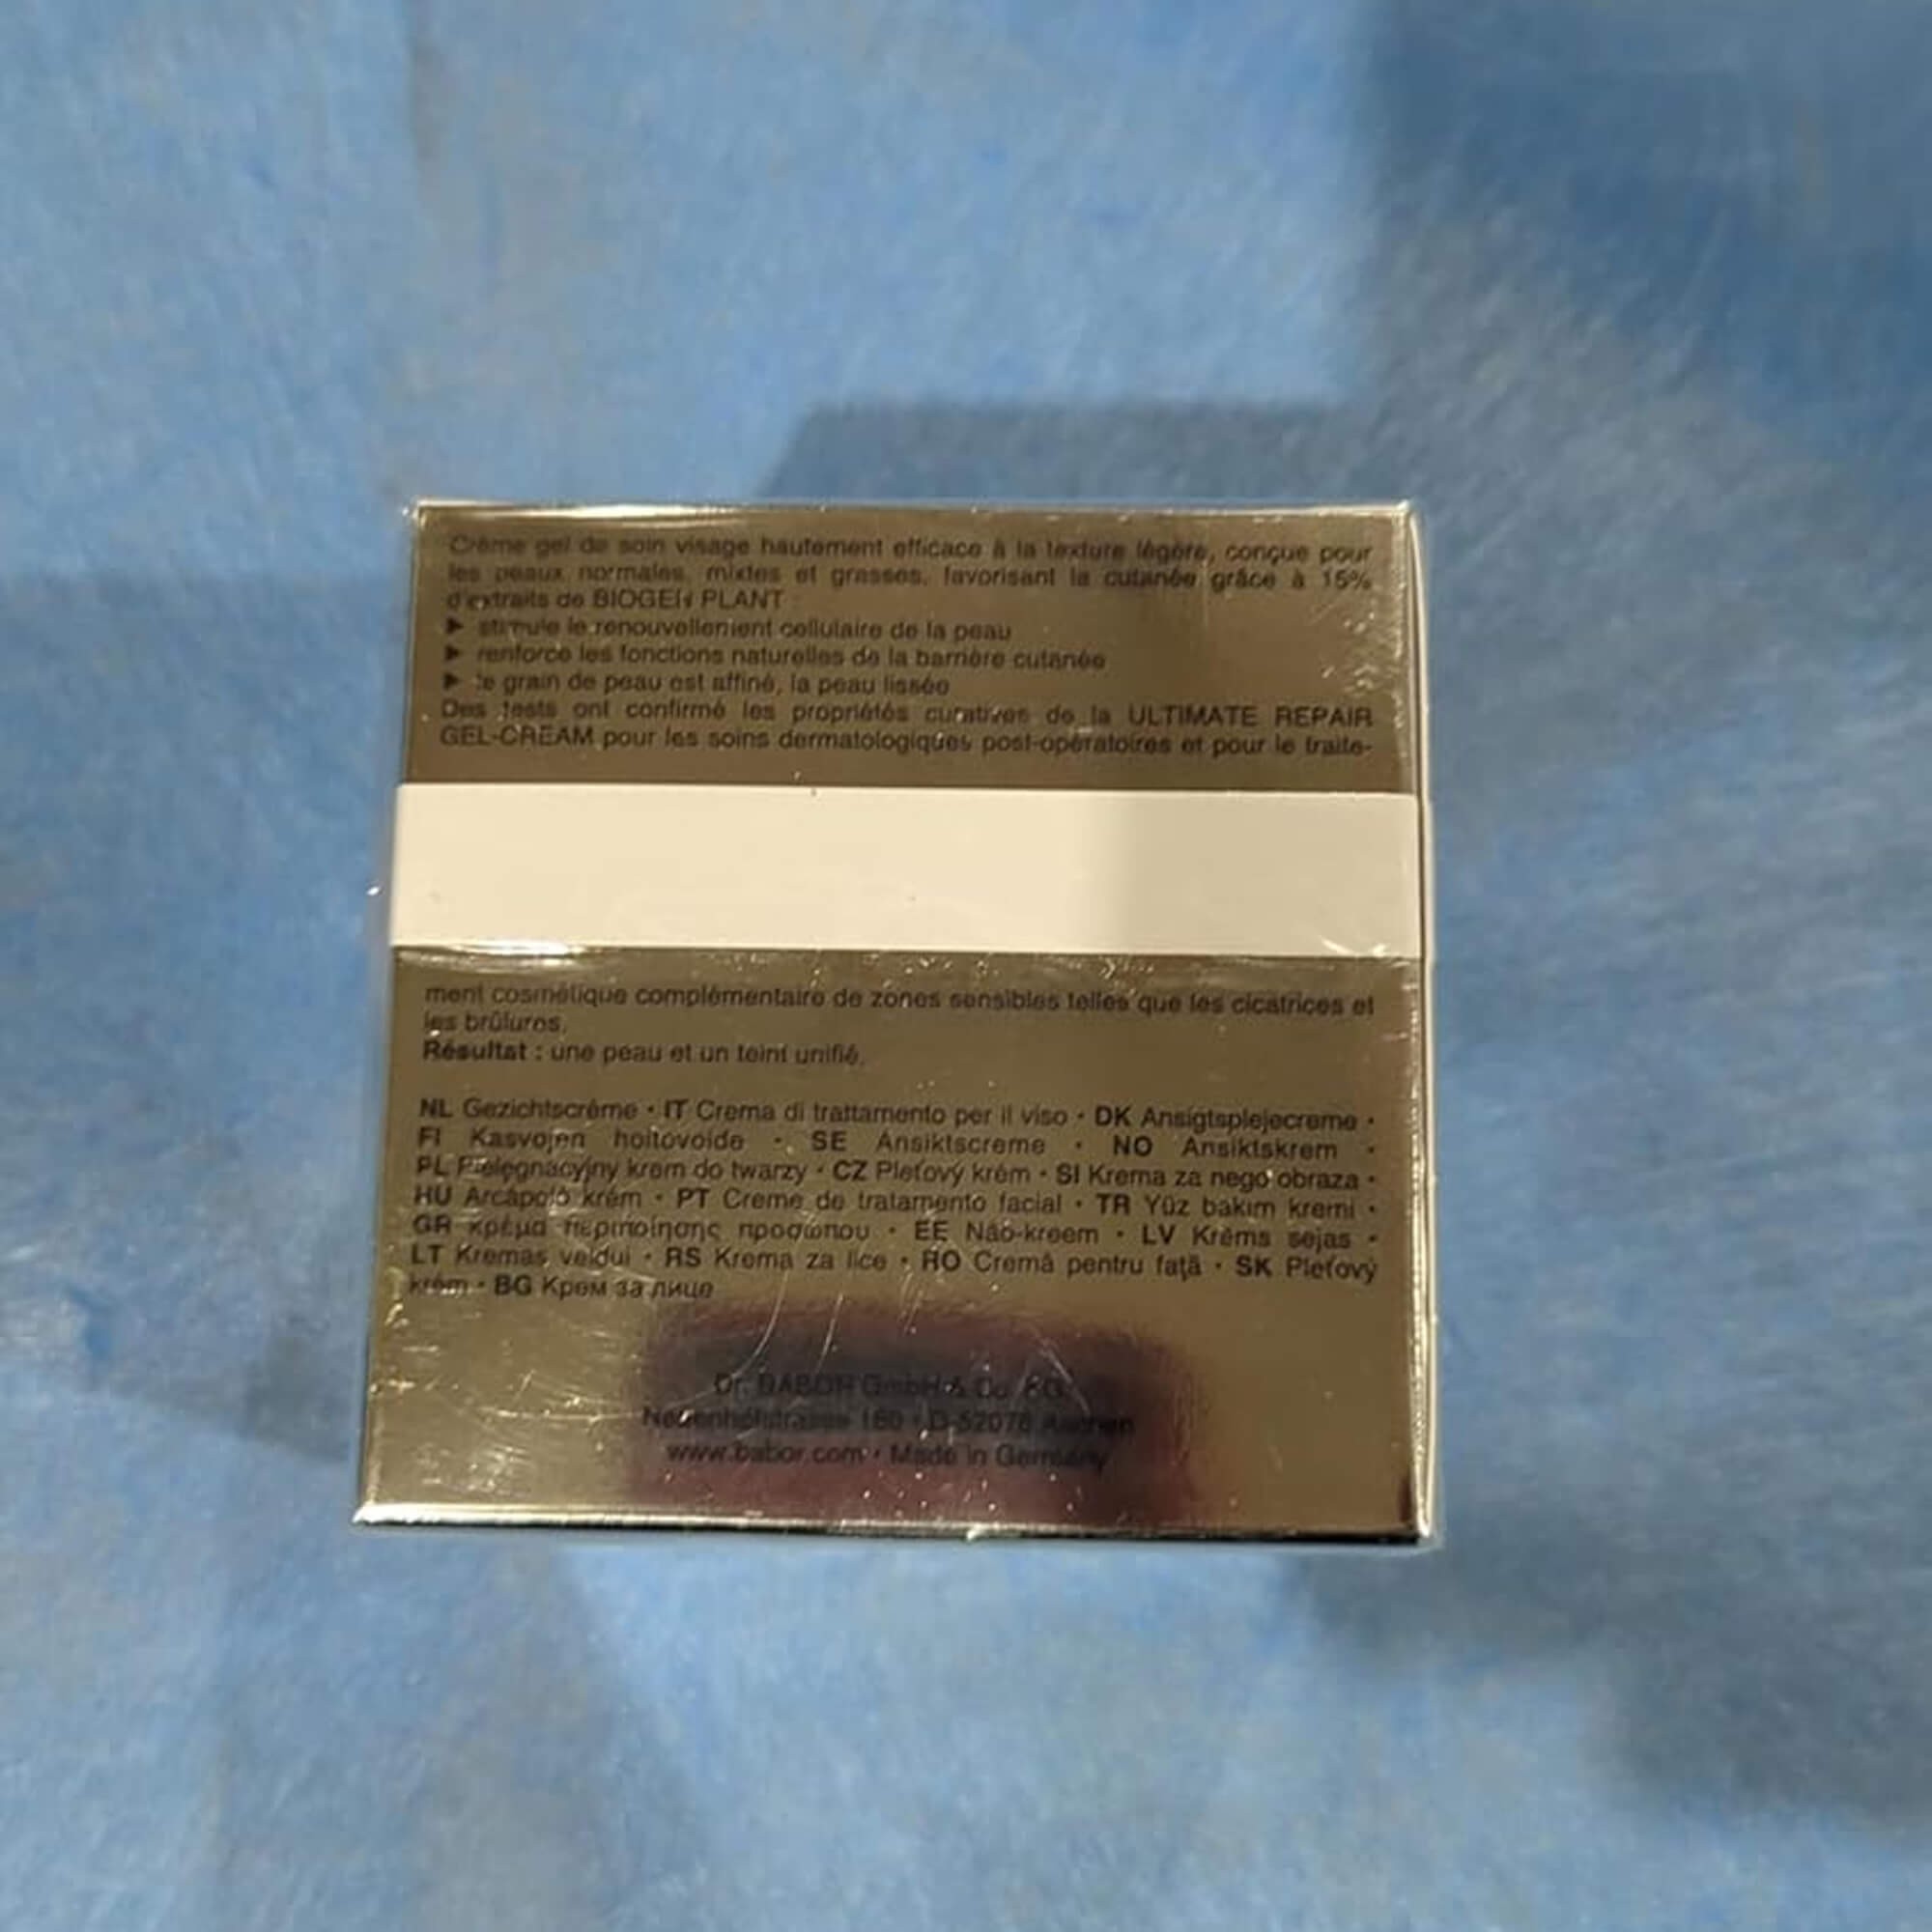 Crème gel de soin visage hautement efficace à la texture légère, conçue pour
les peaux normales, mixtes et grasses, favorisant la cutanée grâce à 15%
d'extraits de BIOGEN PLANT
▶ stimule le renouvellement cellulaire de la peau
▶ renforce les fonctions naturelles de la barrière cutanée
▶ le grain de peau est affiné, la peau lissée
Des tests ont confirmé les propriétés curatives de la ULTIMATE REPAIR
GEL-CREAM pour les soins dermatologiques post-opératoires et pour le traite-
ment cosmétique complémentaire de zones sensibles telles que les cicatrices et
les brûlures.
Résultat : une peau et un teint unifié.
NL Gezichtscrème • IT Crema di trattamento per il viso • DK Ansigtsplejecreme •
FI Kasvojen hoitovoide • SE Ansiktscreme • NO Ansiktskrem •
PL Pielęgnacyjny krem do twarzy • CZ Pleťový krém • SI Krema za nego obraza •
HU Arcápoló krém • PT Creme de tratamento facial • TR Yüz bakım kremi •
GR κρέμα περιποίησης προσώπου • EE Näo-kreem • LV Krēms sejas •
LT Kremas veidui • RS Krema za lice • RO Cremă pentru faţă • SK Pleťový
krém • BG Крем за лице
Dr. BABOR GmbH & Co. KG
Neuenhofstrasse 180 • D-52078 Aachen
www.babor.com • Made in Germany